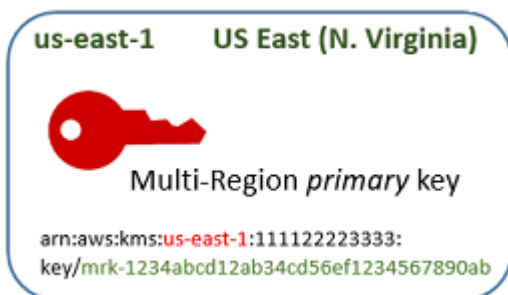 us-east-1 US East (N. Virginia)
Multi-Region primary key
arn:aws:kms:us-east-1:111122223333:
key/mrk-1234abcd12ab34cd56ef1234567890ab